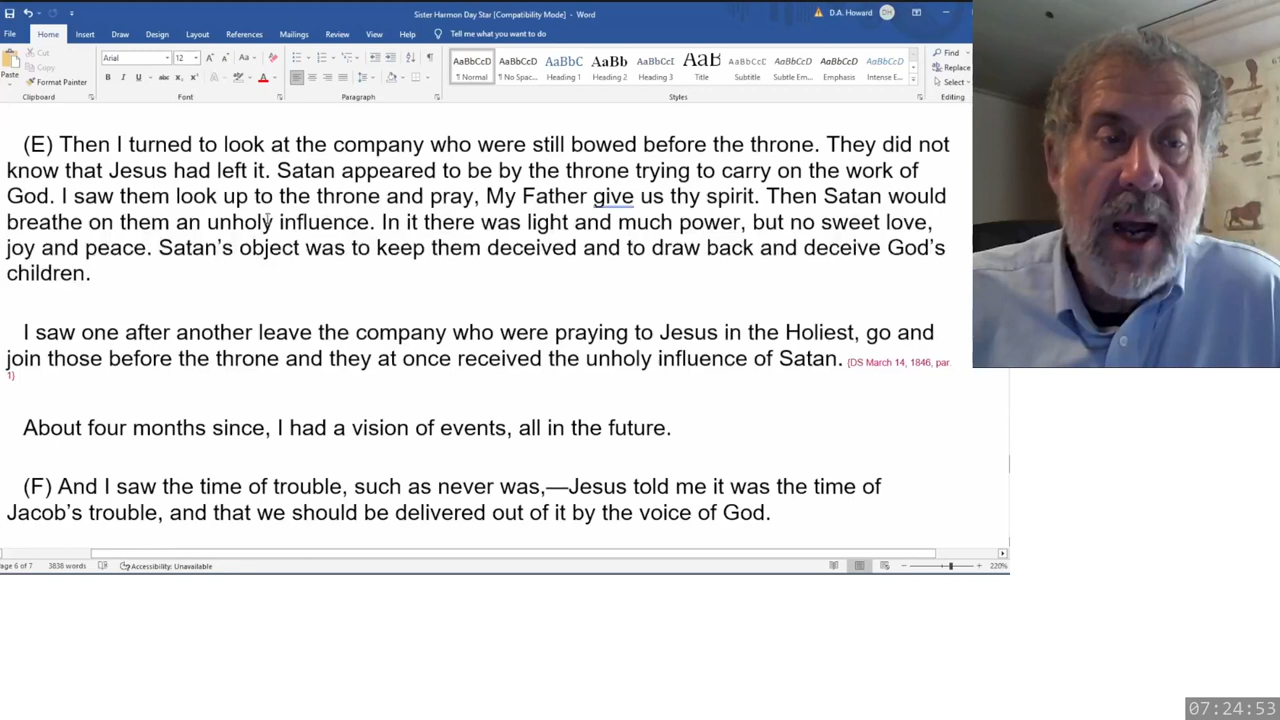 Sister Harmon Day Star [Compatibility Mode] - Word
D.A. Howard DH
File Home Insert Draw Design Layout References Mailings Review View Help Tell me what you want to do
Paste
Cut
Copy
Format Painter
Arial 12
AaBbCcD AaBbCcD AaBbC AaBbC AaBbC AaB AaBbCcD AaBbCcD AaBbCcD AaBbCcD
¶ Normal ¶ No Spac... Heading 1 Heading 2 Heading 3 Title Subtitle Subtle Em... Emphasis Intense E...
Find
Replace
Select
Clipboard Font Paragraph Styles Editing
(E) Then I turned to look at the company who were still bowed before the throne. They did not
know that Jesus had left it. Satan appeared to be by the throne trying to carry on the work of
God. I saw them look up to the throne and pray, My Father give us thy spirit. Then Satan would
breathe on them an unholy influence. In it there was light and much power, but no sweet love,
joy and peace. Satan’s object was to keep them deceived and to draw back and deceive God’s
children.
I saw one after another leave the company who were praying to Jesus in the Holiest, go and
join those before the throne and they at once received the unholy influence of Satan. {DS March 14, 1846, par.
1}
About four months since, I had a vision of events, all in the future.
(F) And I saw the time of trouble, such as never was,—Jesus told me it was the time of
Jacob’s trouble, and that we should be delivered out of it by the voice of God.
age 6 of 7 3838 words Accessibility: Unavailable 220%
07:24:53